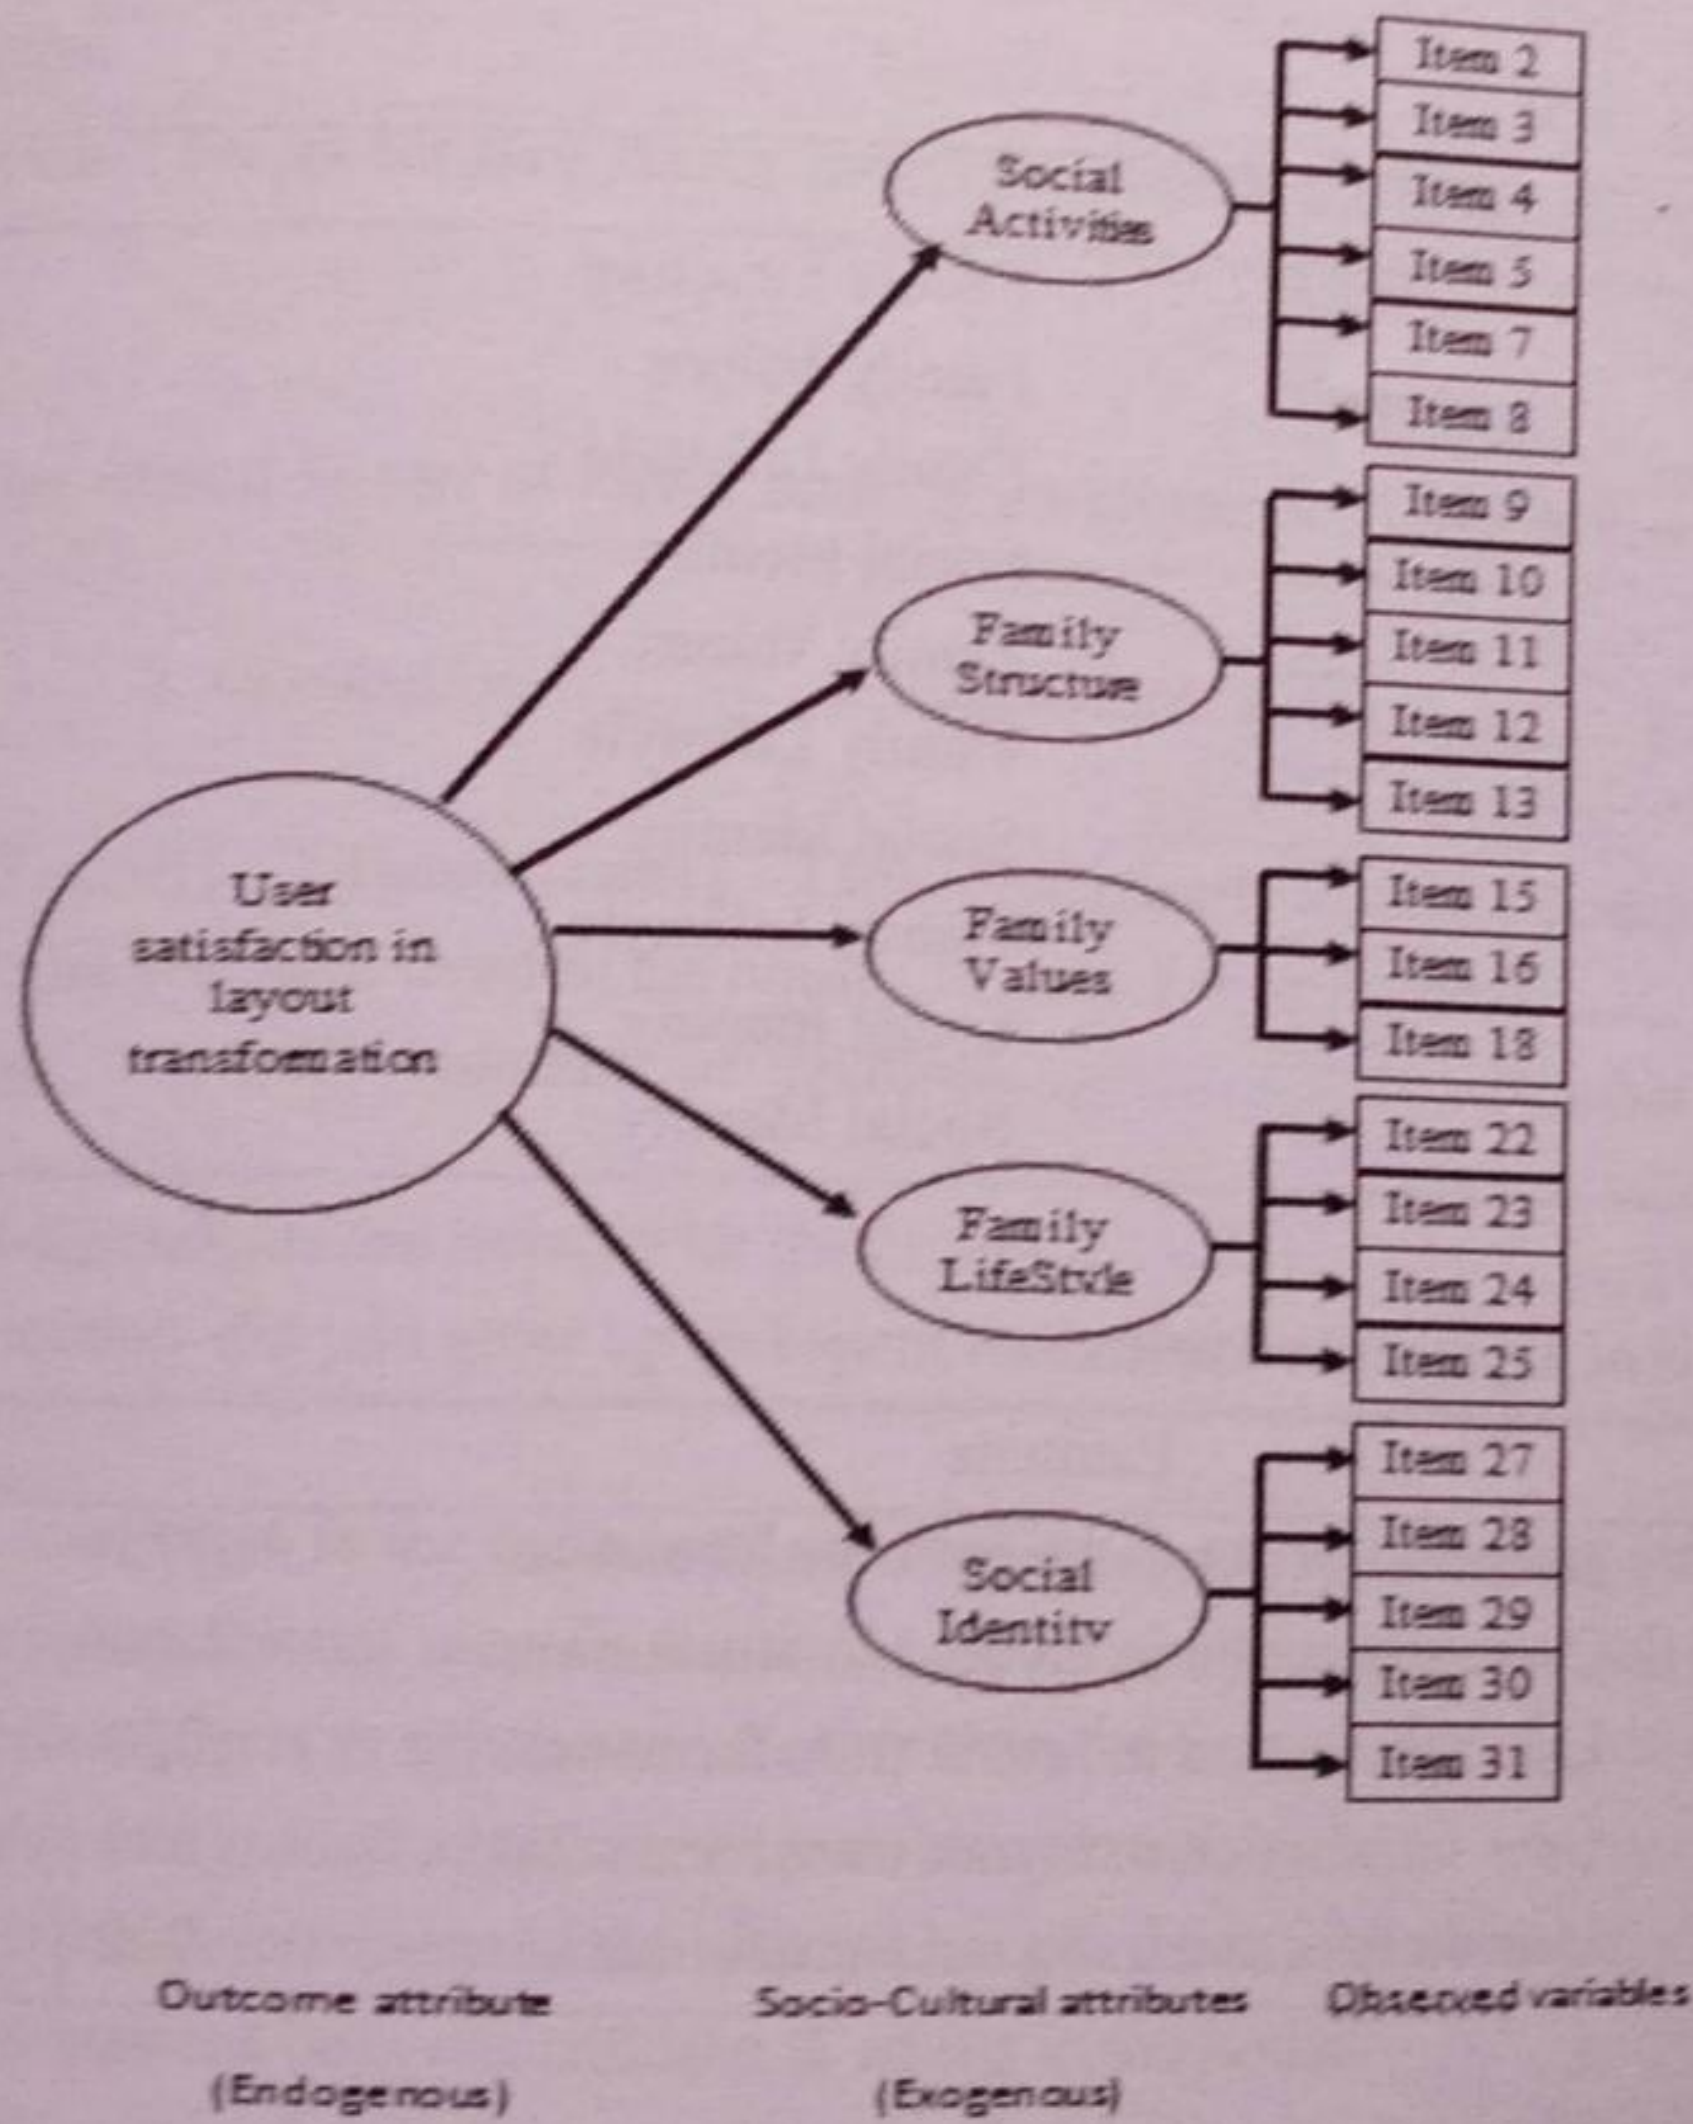 User
satisfaction in
layout
transformation
Social
Activities
Item 2
Item 3
Item 4
Item 5
Item 7
Item 8
Family
Structure
Item 9
Item 10
Item 11
Item 12
Item 13
Family
Values
Item 15
Item 16
Item 18
Family
LifeStyle
Item 22
Item 23
Item 24
Item 25
Social
Identity
Item 27
Item 28
Item 29
Item 30
Item 31
Outcome attribute
(Endogenous)
Socio-Cultural attributes
(Exogenous)
Observed variables